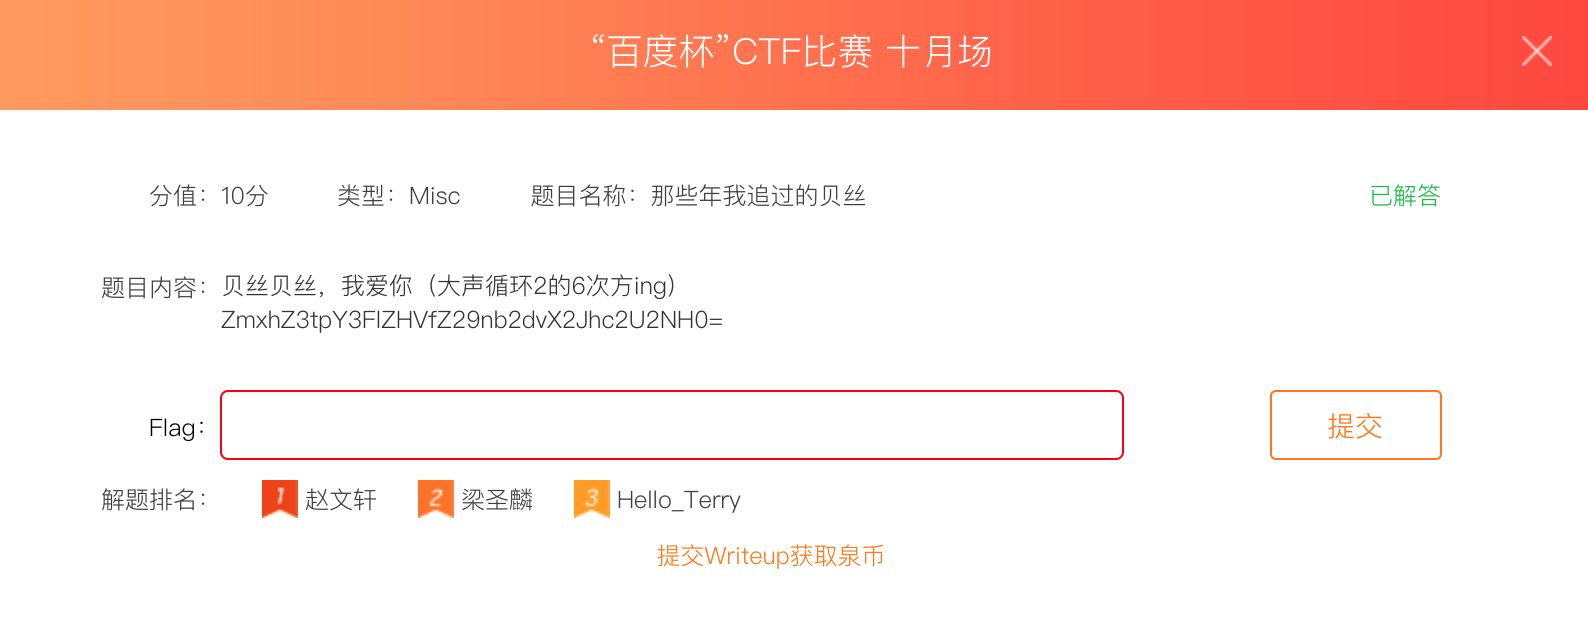 “百度杯”CTF比赛 十月场
分值：10分 类型：Misc 题目名称：那些年我追过的贝丝 已解答
题目内容：贝丝贝丝，我爱你（大声循环2的6次方ing）
ZmxhZ3tpY3FlZHVfZ29nb2dvX2Jhc2U2NH0=
Flag：
提交
解题排名： 1 赵文轩 2 梁圣麟 3 Hello_Terry
提交Writeup获取泉币